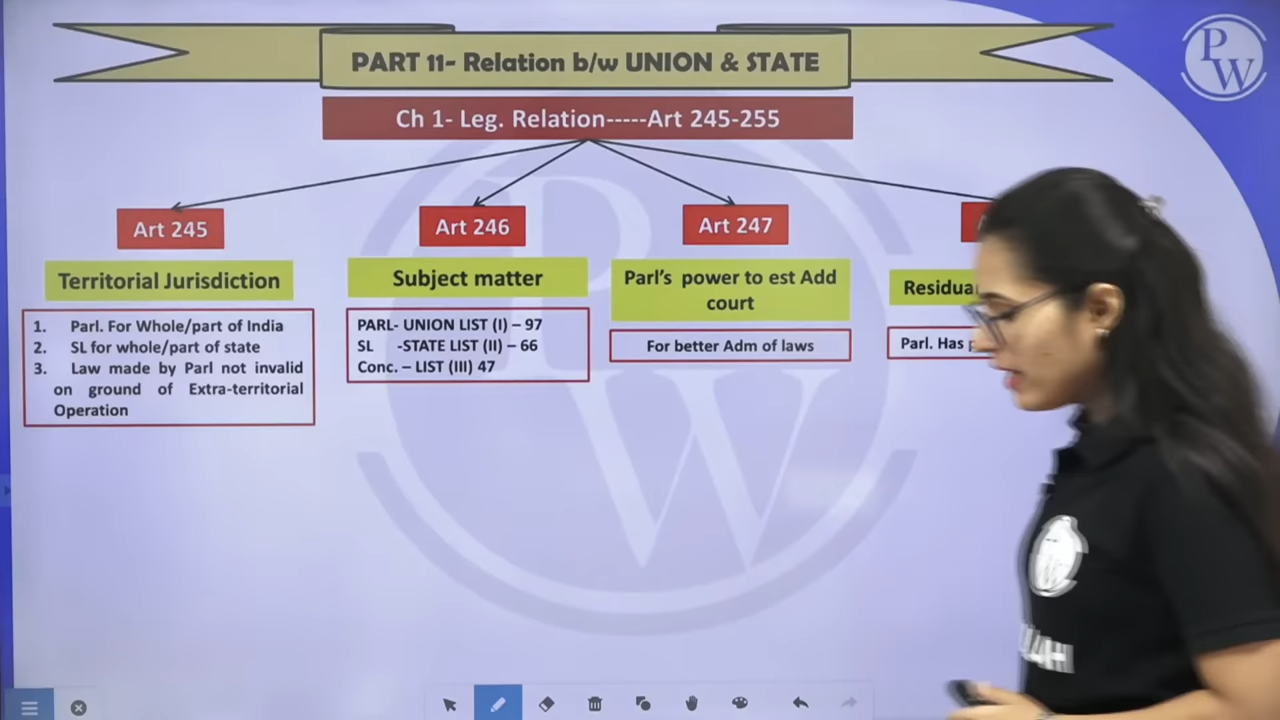 PART 11- Relation b/w UNION & STATE
PW
Ch 1- Leg. Relation-----Art 245-255
Art 245
Art 246
Art 247
Territorial Jurisdiction
1. Parl. For Whole/part of India
2. SL for whole/part of state
3. Law made by Parl not invalid
on ground of Extra-territorial
Operation
Subject matter
PARL- UNION LIST (I) – 97
SL -STATE LIST (II) – 66
Conc. – LIST (III) 47
Parl's power to est Add
court
For better Adm of laws
Parl. Has